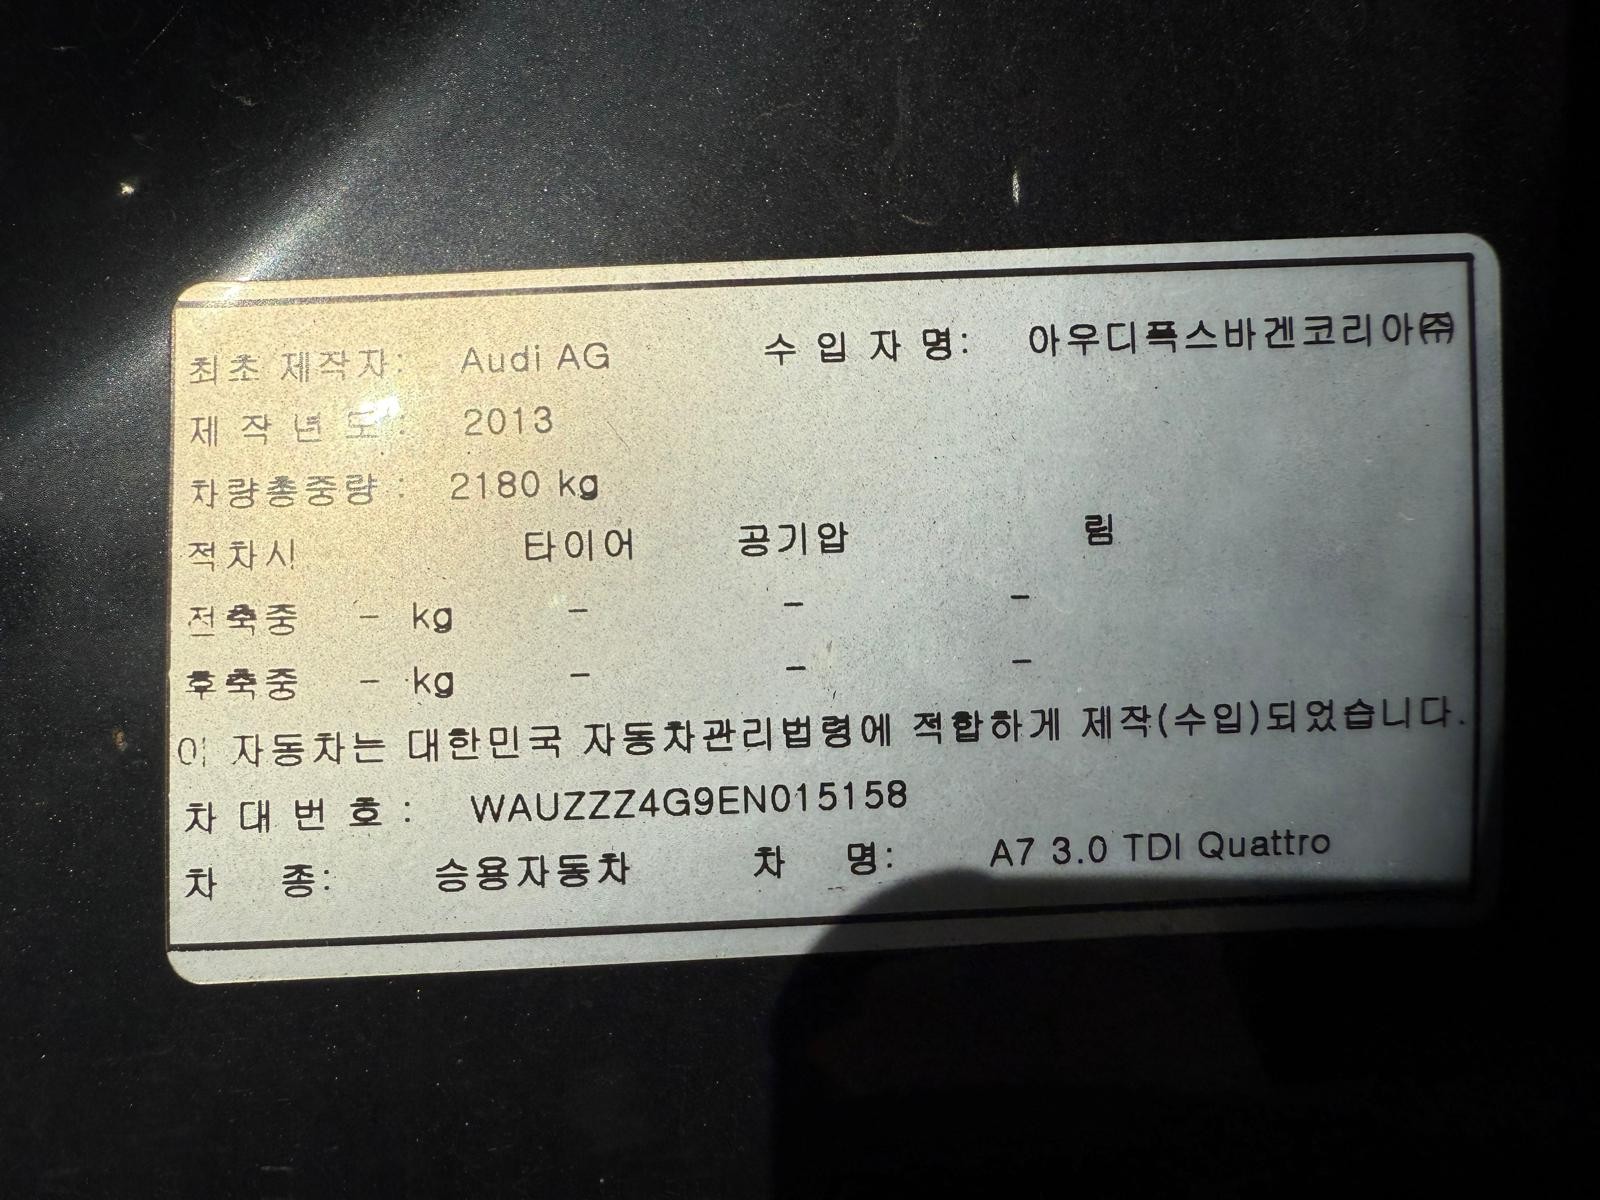 최초 제작자: Audi AG 수 입 자 명: 아우디폭스바겐코리아㈜
제 작 년 도 : 2013
차량총중량 : 2180 kg
적차시 타이어 공기압 림
전축중 - kg - - -
후축중 - kg - - -
이 자동차는 대한민국 자동차관리법령에 적합하게 제작(수입)되었습니다.
차 대 번 호 : WAUZZZ4G9EN015158
차 종: 승용자동차 차 명: A7 3.0 TDI Quattro